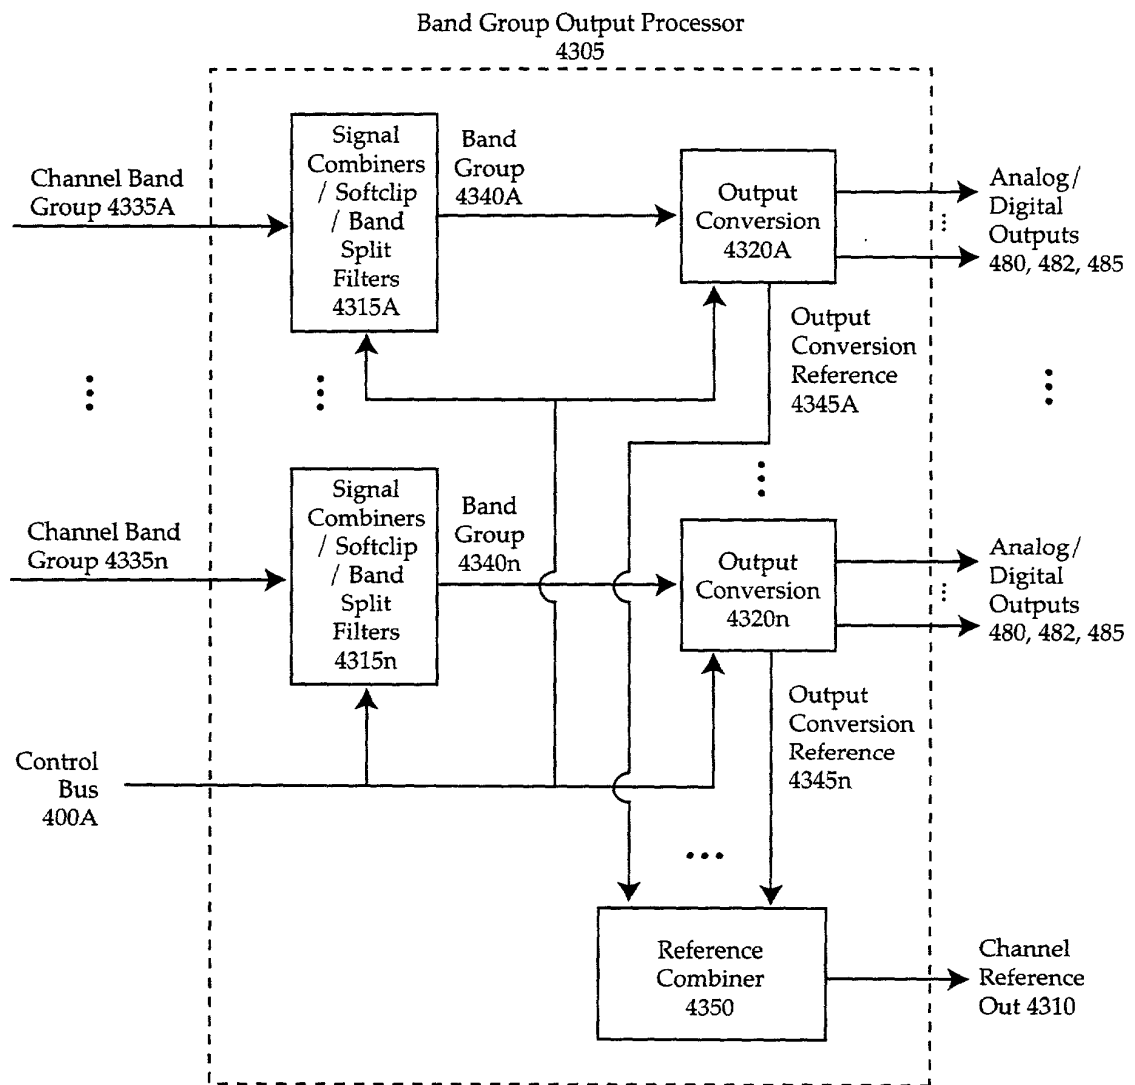 Band Group Output Processor
4305
Signal
Combiners
/ Softclip
/ Band
Split
Filters
4315A
Band
Group
4340A
Channel Band
Group 4335A
Output
Conversion
4320A
Analog/
Digital
Outputs
480, 482, 485
Output
Conversion
Reference
4345A
Signal
Combiners
/ Softclip
/ Band
Split
Filters
4315n
Band
Group
4340n
Channel Band
Group 4335n
Output
Conversion
4320n
Analog/
Digital
Outputs
480, 482, 485
Output
Conversion
Reference
4345n
Control
Bus
400A
Reference
Combiner
4350
Channel
Reference
Out 4310